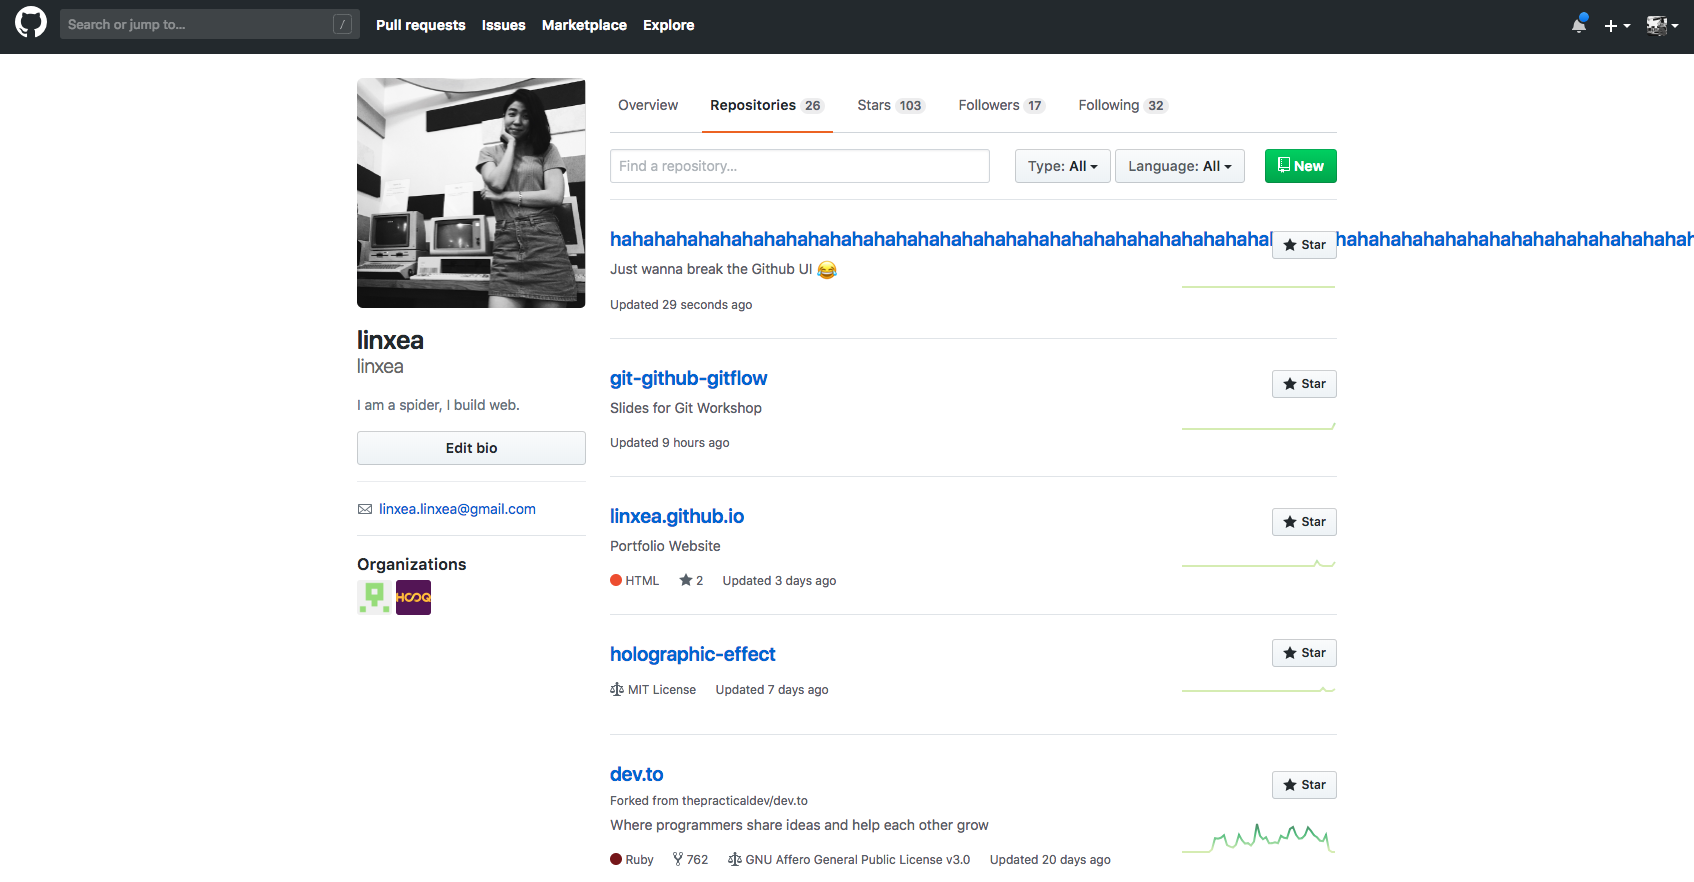 Search or jump to... /
Pull requests Issues Marketplace Explore
Overview Repositories 26 Stars 103 Followers 17 Following 32
Find a repository...
Type: All Language: All New
hahahahahahahahahahahahahahahahahahahahahahahahahahahahahaha Star hahahahahahahahahahahahahahahahah
Just wanna break the Github UI 😂
Updated 29 seconds ago
linxea
linxea
I am a spider, I build web.
Edit bio
linxea.linxea@gmail.com
Organizations
HOOQ
git-github-gitflow Star
Slides for Git Workshop
Updated 9 hours ago
linxea.github.io Star
Portfolio Website
HTML 2 Updated 3 days ago
holographic-effect Star
MIT License Updated 7 days ago
dev.to Star
Forked from thepracticaldev/dev.to
Where programmers share ideas and help each other grow
Ruby 762 GNU Affero General Public License v3.0 Updated 20 days ago